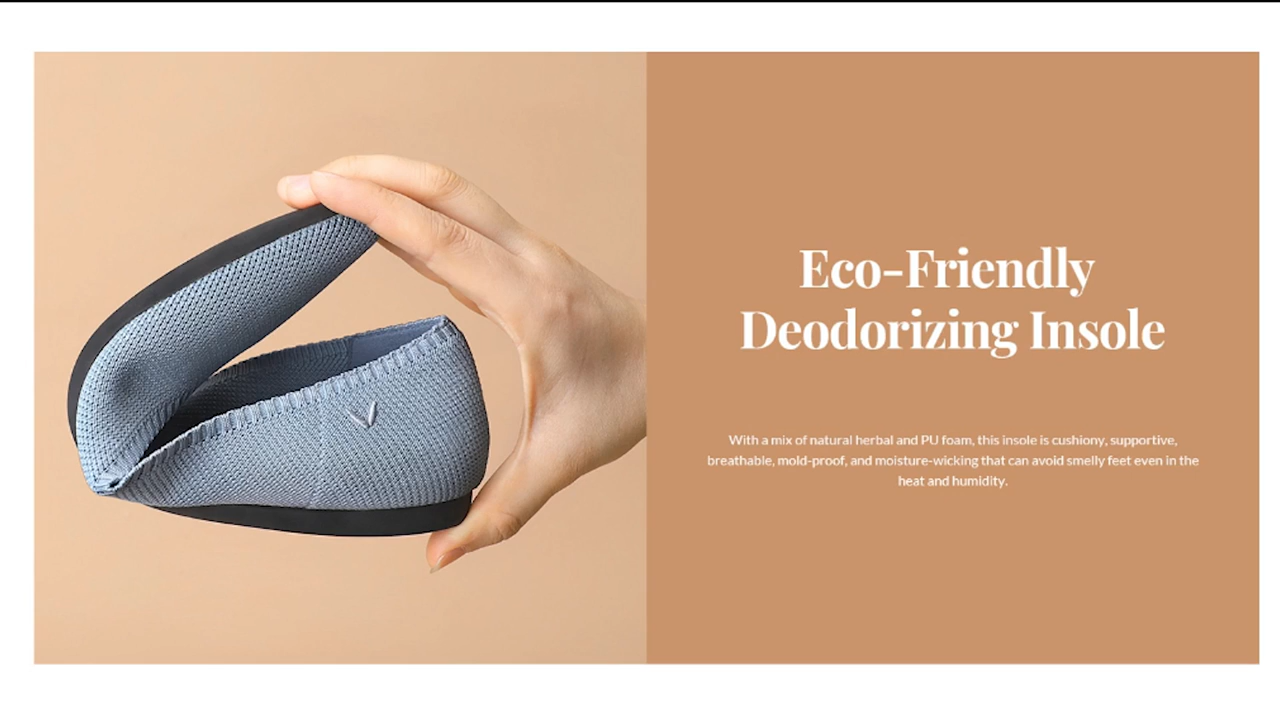 Eco-Friendly
Deodorizing Insole
With a mix of natural herbal and PU foam, this insole is cushiony, supportive,
breathable, mold-proof, and moisture-wicking that can avoid smelly feet even in the
heat and humidity.